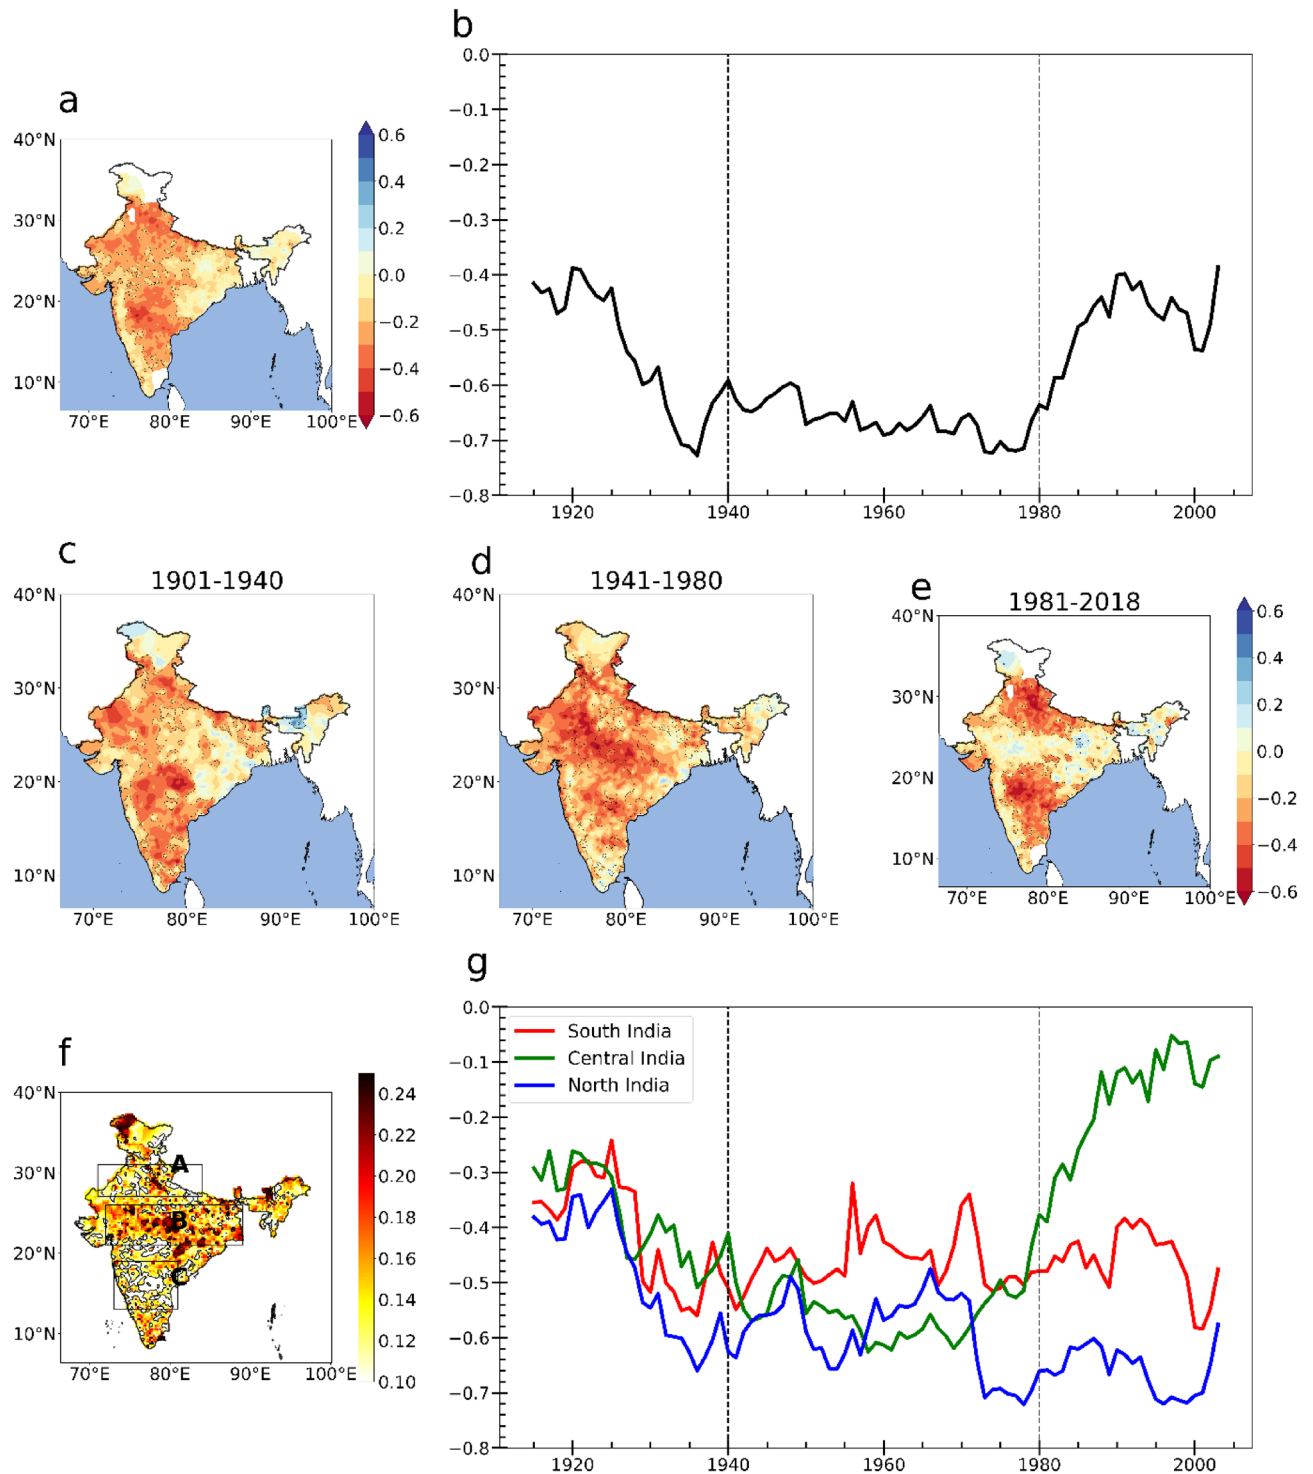 b
0.0
−0.1
−0.2
−0.3
−0.4
−0.5
−0.6
−0.7
−0.8
1920 1940 1960 1980 2000
a
40°N
30°N
20°N
10°N
70°E 80°E 90°E 100°E
0.6
0.4
0.2
0.0
−0.2
−0.4
−0.6
c
1901-1940
40°N
30°N
20°N
10°N
70°E 80°E 90°E 100°E
d
1941-1980
40°N
30°N
20°N
10°N
70°E 80°E 90°E 100°E
e
1981-2018
40°N
30°N
20°N
10°N
70°E 80°E 90°E 100°E
0.6
0.4
0.2
0.0
−0.2
−0.4
−0.6
f
40°N
30°N
20°N
10°N
70°E 80°E 90°E 100°E
A
B
C
0.24
0.22
0.20
0.18
0.16
0.14
0.12
0.10
g
0.0
−0.1
−0.2
−0.3
−0.4
−0.5
−0.6
−0.7
−0.8
1920 1940 1960 1980 2000
South India
Central India
North India